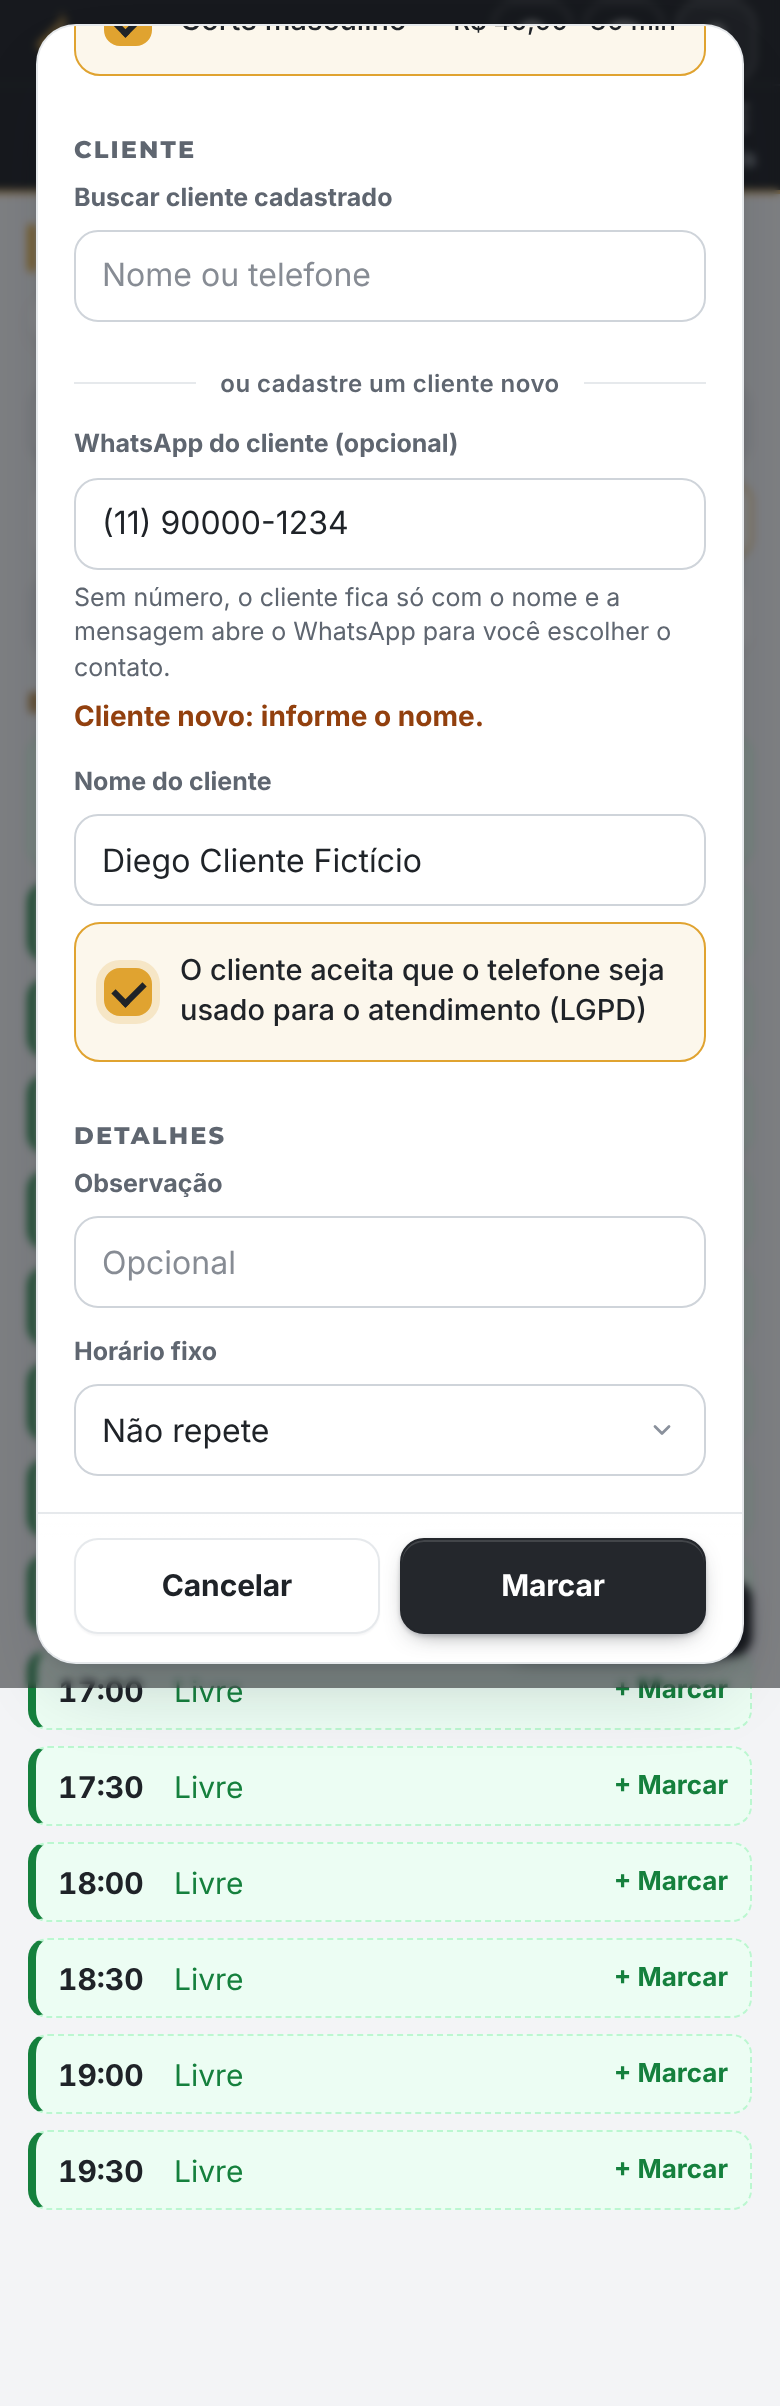 CLIENTE
Buscar cliente cadastrado
Nome ou telefone
ou cadastre um cliente novo
WhatsApp do cliente (opcional)
(11) 90000-1234
Sem número, o cliente fica só com o nome e a
mensagem abre o WhatsApp para você escolher o
contato.
Cliente novo: informe o nome.
Nome do cliente
Diego Cliente Fictício
O cliente aceita que o telefone seja
usado para o atendimento (LGPD)
DETALHES
Observação
Opcional
Horário fixo
Não repete
Cancelar Marcar
17:00 Livre + Marcar
17:30 Livre + Marcar
18:00 Livre + Marcar
18:30 Livre + Marcar
19:00 Livre + Marcar
19:30 Livre + Marcar